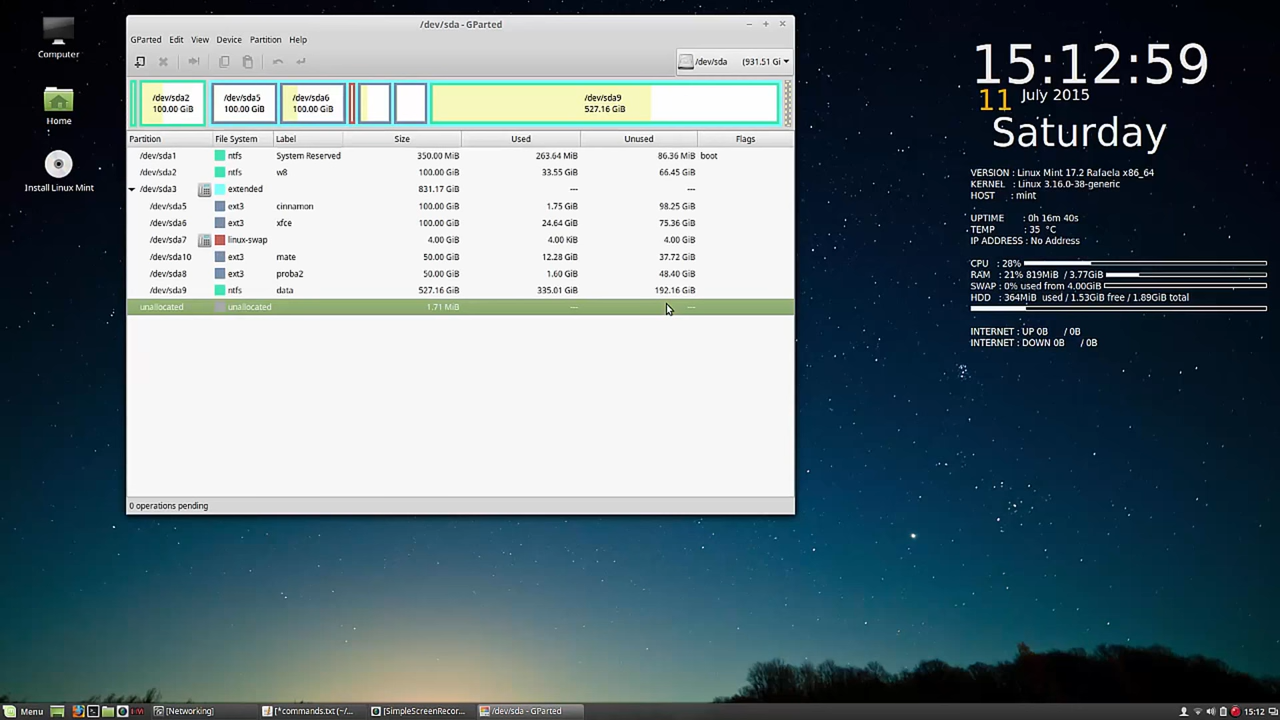 Computer
Home
Install Linux Mint
/dev/sda - GParted
GParted Edit View Device Partition Help
/dev/sda (931.51 Gi
/dev/sda2
100.00 GiB
/dev/sda5
100.00 GiB
/dev/sda6
100.00 GiB
/dev/sda9
527.16 GiB
Partition File System Label Size Used Unused Flags
/dev/sda1 ntfs System Reserved 350.00 MiB 263.64 MiB 86.36 MiB boot
/dev/sda2 ntfs w8 100.00 GiB 33.55 GiB 66.45 GiB
/dev/sda3 extended 831.17 GiB --- ---
/dev/sda5 ext3 cinnamon 100.00 GiB 1.75 GiB 98.25 GiB
/dev/sda6 ext3 xfce 100.00 GiB 24.64 GiB 75.36 GiB
/dev/sda7 linux-swap 4.00 GiB 4.00 KiB 4.00 GiB
/dev/sda10 ext3 mate 50.00 GiB 12.28 GiB 37.72 GiB
/dev/sda8 ext3 proba2 50.00 GiB 1.60 GiB 48.40 GiB
/dev/sda9 ntfs data 527.16 GiB 335.01 GiB 192.16 GiB
unallocated unallocated 1.71 MiB --- ---
0 operations pending
15:12:59
11 July 2015
Saturday
VERSION : Linux Mint 17.2 Rafaela x86_64
KERNEL : Linux 3.16.0-38-generic
HOST : mint
UPTIME : 0h 16m 40s
TEMP : 35 °C
IP ADDRESS : No Address
CPU : 28%
RAM : 21% 819MiB / 3.77GiB
SWAP : 0% used from 4.00GiB
HDD : 364MiB used / 1.53GiB free / 1.89GiB total
INTERNET : UP 0B / 0B
INTERNET : DOWN 0B / 0B
Menu [Networking] [*commands.txt (~/... [SimpleScreenRecor... /dev/sda - GParted 15:12